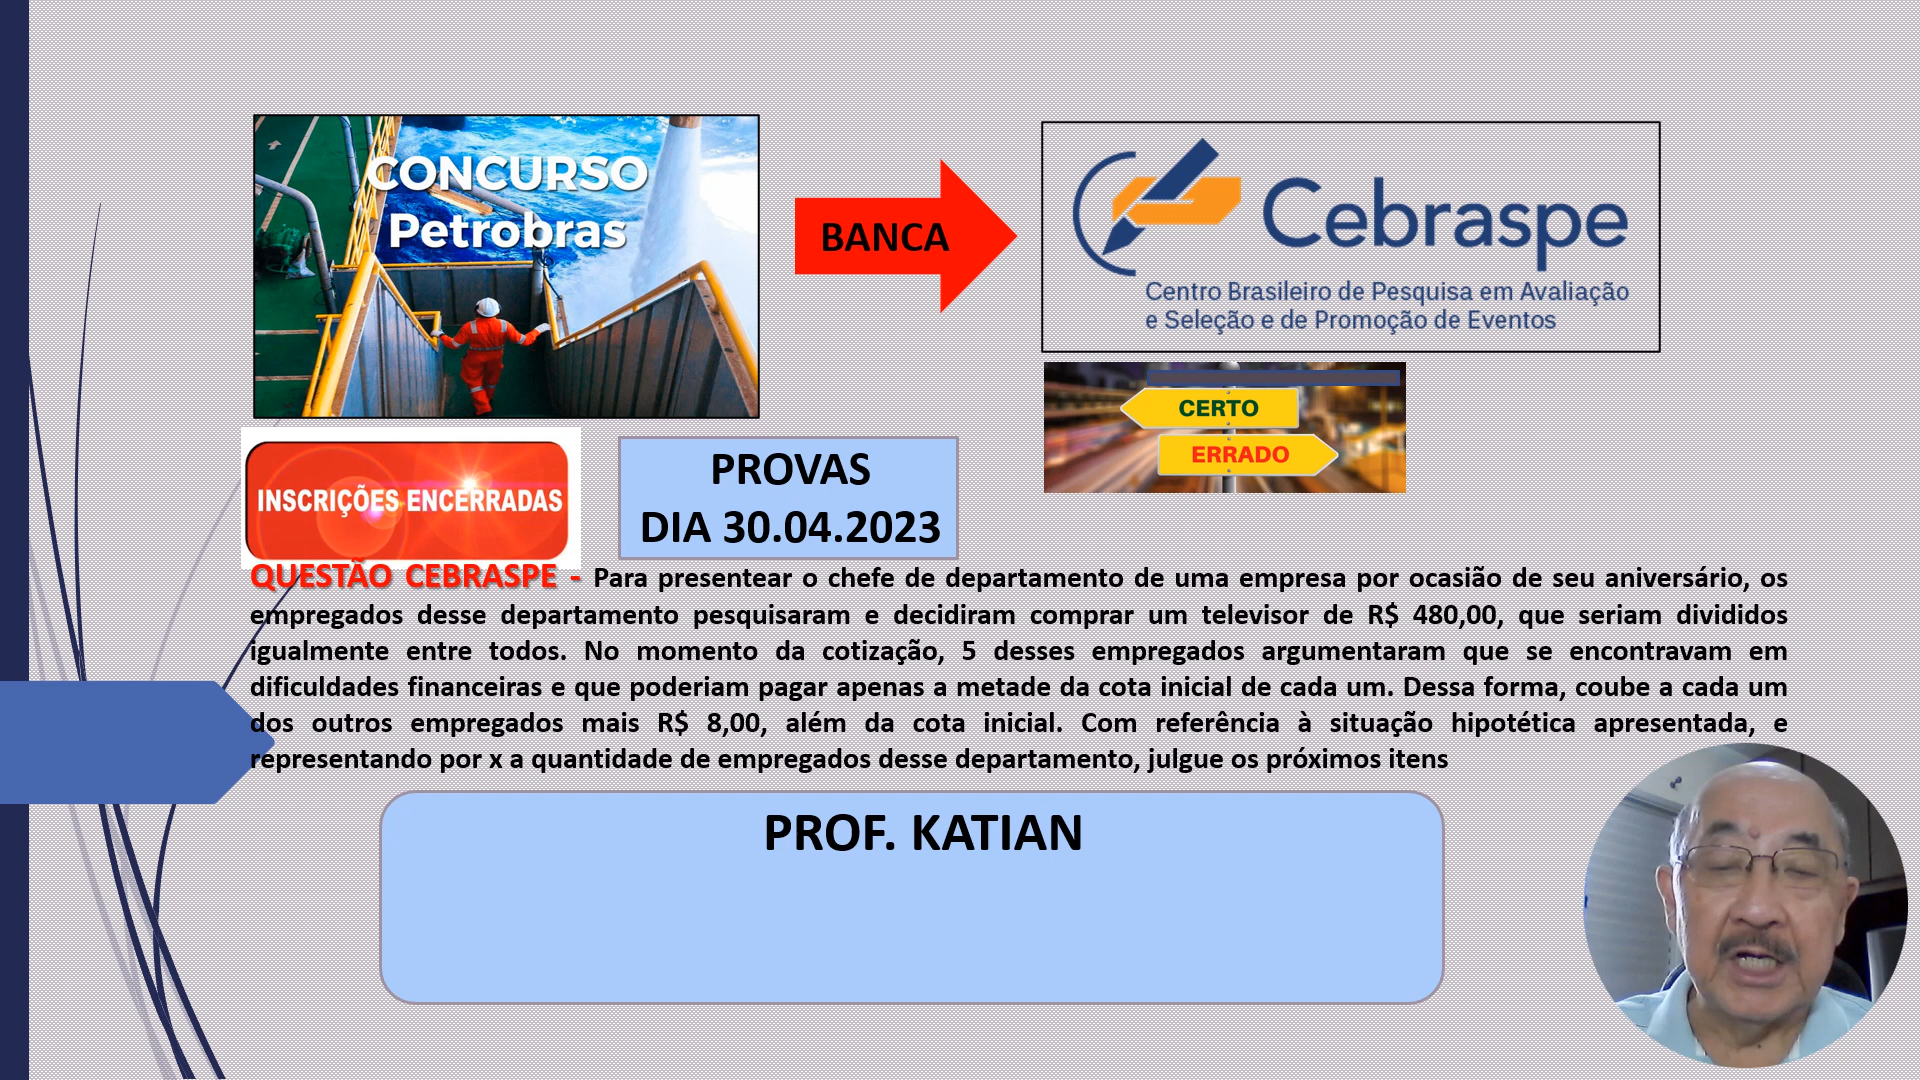 CONCURSO
Petrobras
BANCA
Cebraspe
Centro Brasileiro de Pesquisa em Avaliação
e Seleção e de Promoção de Eventos
CERTO
ERRADO
INSCRIÇÕES ENCERRADAS
PROVAS
DIA 30.04.2023
QUESTÃO CEBRASPE - Para presentear o chefe de departamento de uma empresa por ocasião de seu aniversário, os
empregados desse departamento pesquisaram e decidiram comprar um televisor de R$ 480,00, que seriam divididos
igualmente entre todos. No momento da cotização, 5 desses empregados argumentaram que se encontravam em
dificuldades financeiras e que poderiam pagar apenas a metade da cota inicial de cada um. Dessa forma, coube a cada um
dos outros empregados mais R$ 8,00, além da cota inicial. Com referência à situação hipotética apresentada, e
representando por x a quantidade de empregados desse departamento, julgue os próximos itens
PROF. KATIAN